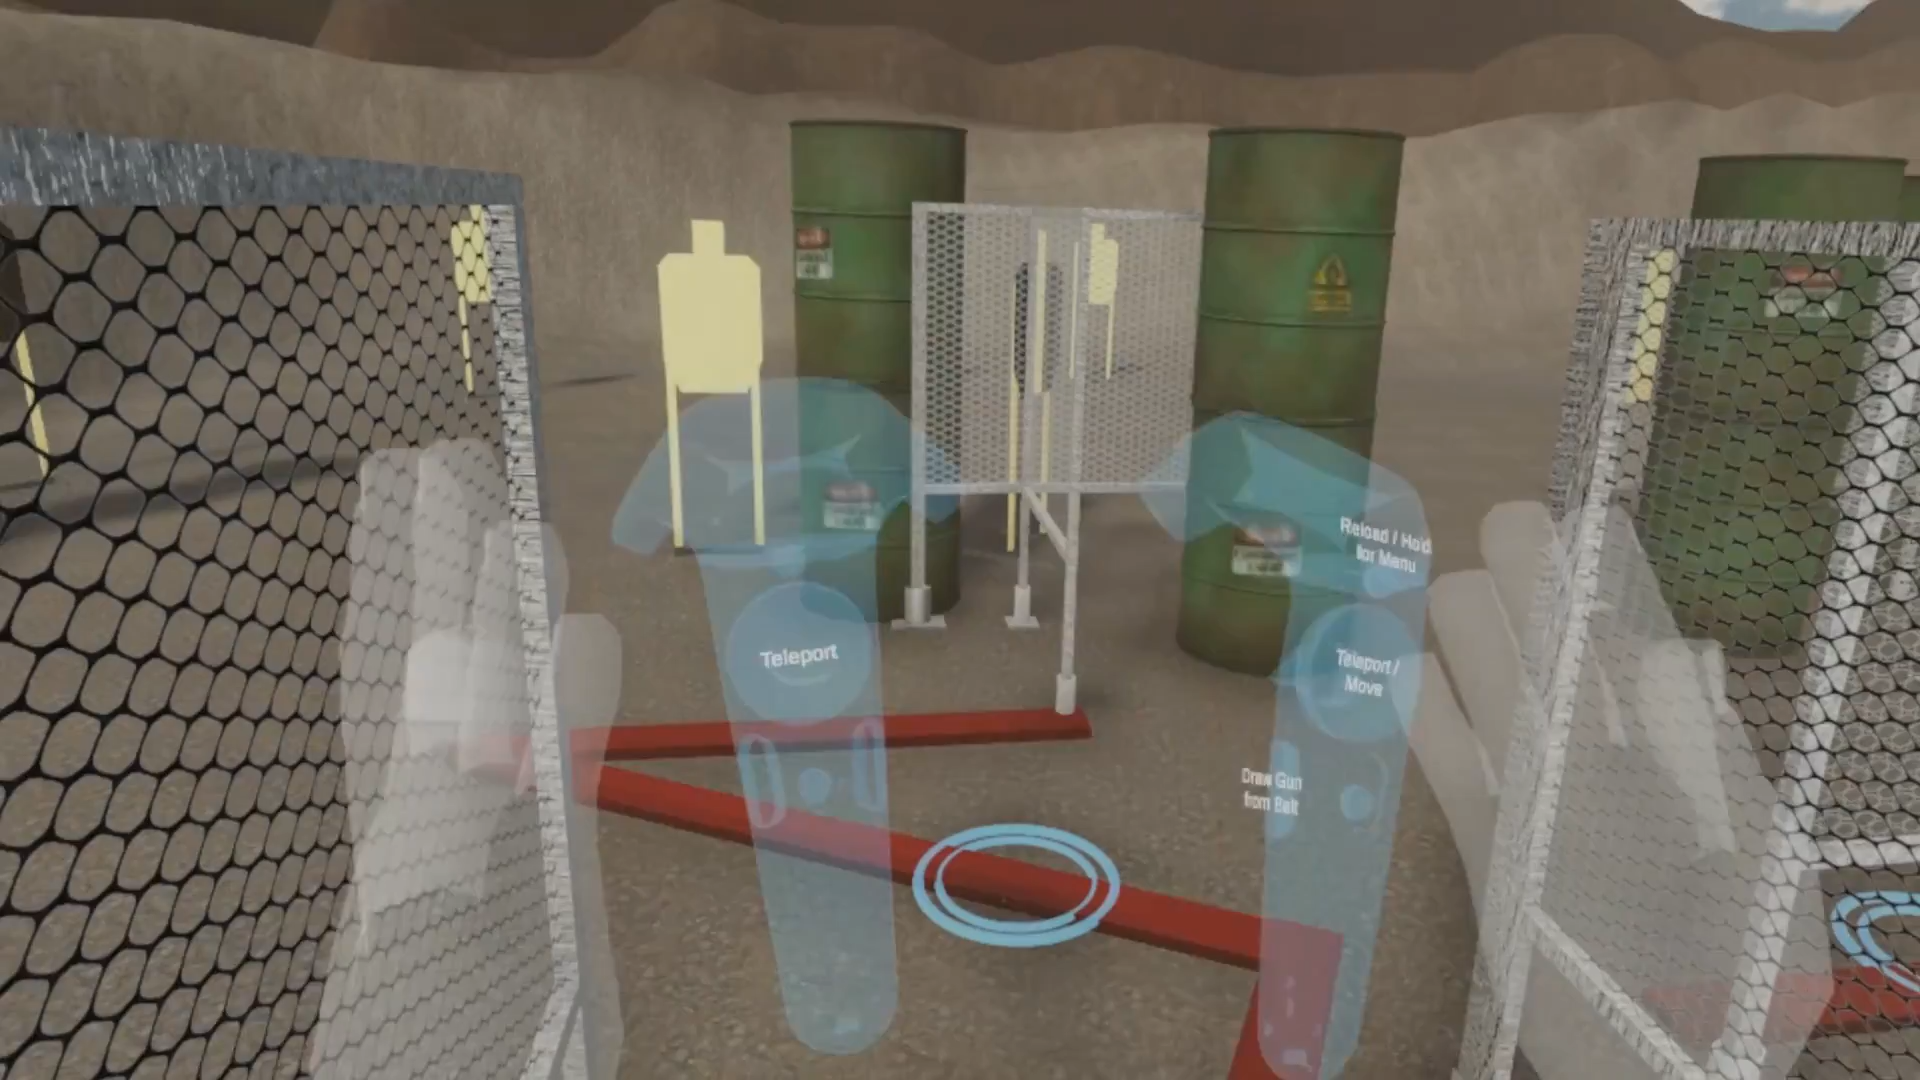 Reload / Hold
for Menu
Teleport
Teleport /
Move
Draw Gun
from Belt